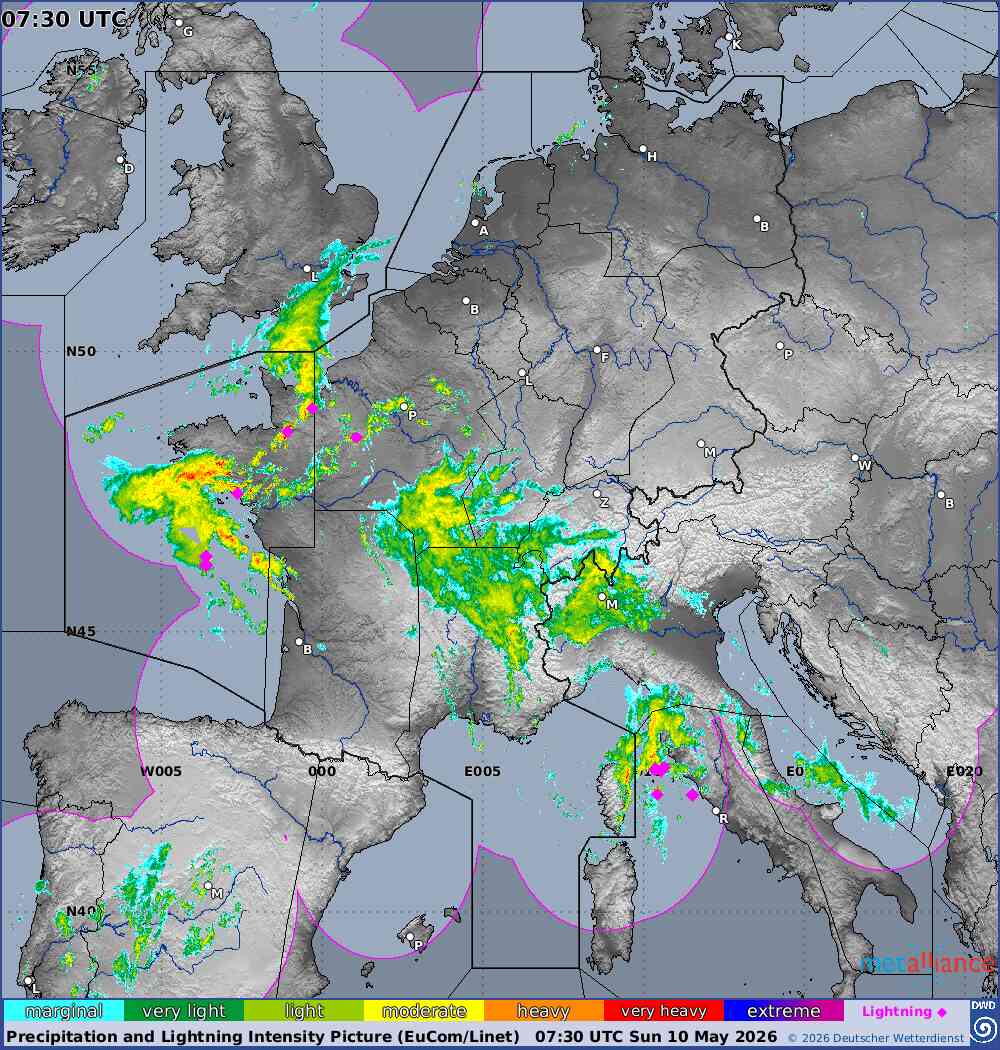 07:30 UTC
G
K
N55
D
H
A
B
L
B
N50
P
F
L
P
M
W
Z
B
M
N45
B
W005
000
E005
E0
E020
R
M
N40
P
L
metalliance
marginal very light light moderate heavy very heavy extreme Lightning
DWD
Precipitation and Lightning Intensity Picture (EuCom/Linet) 07:30 UTC Sun 10 May 2026 © 2026 Deutscher Wetterdienst